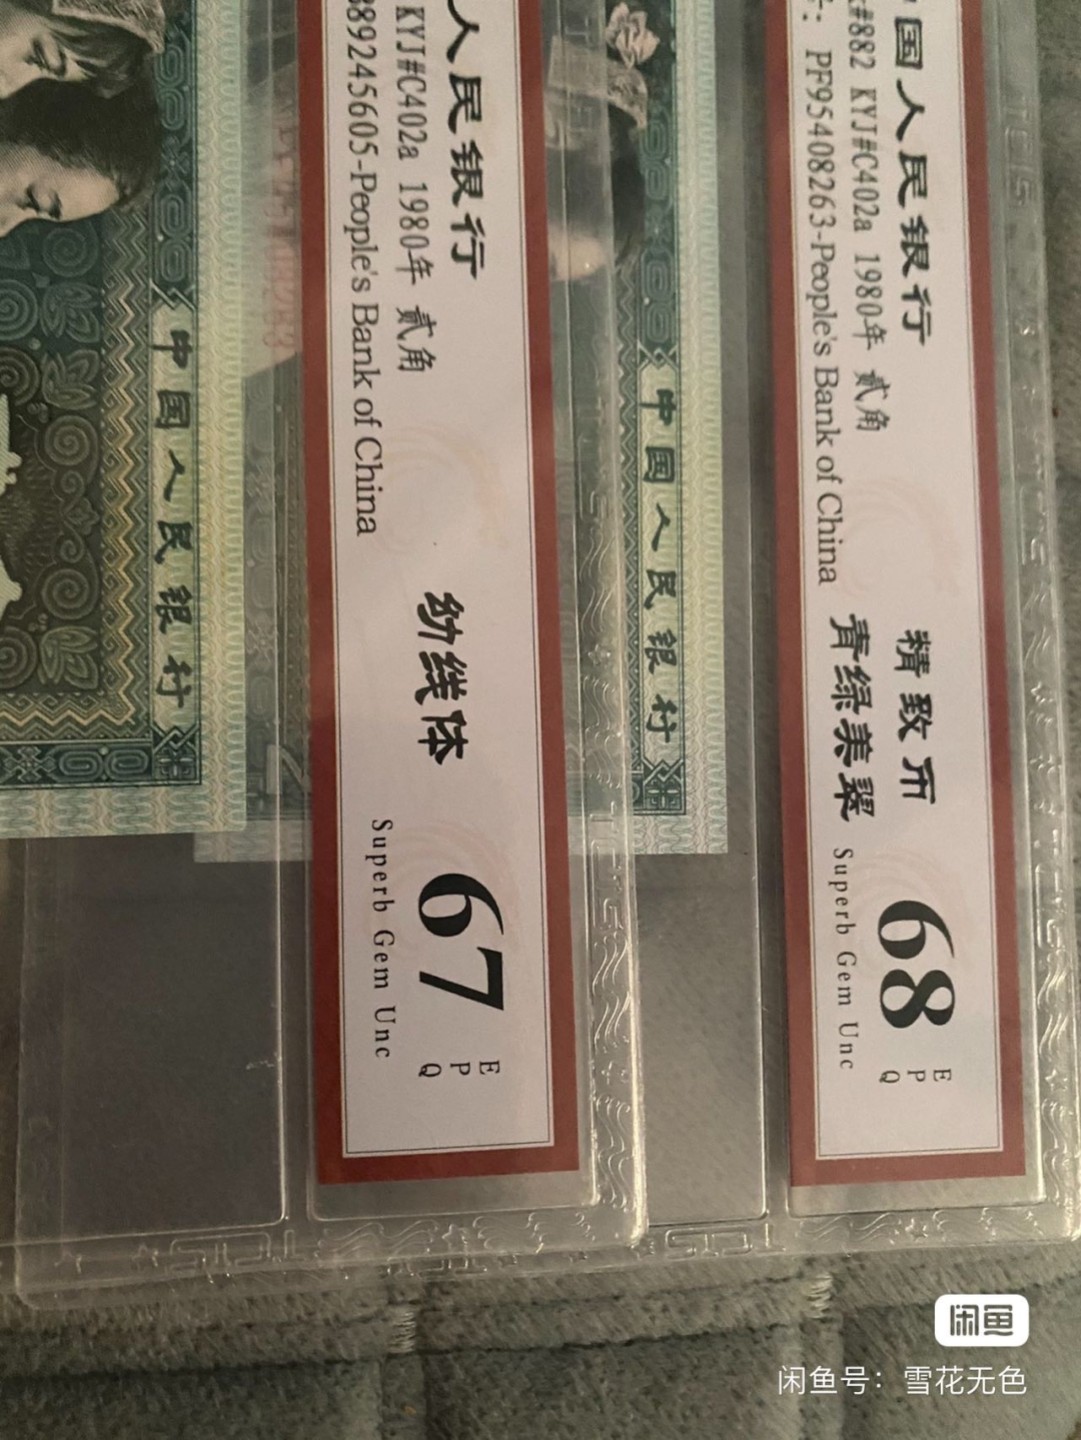 人民银行
KYJ#C402a 1980年 贰角
89245605-People's Bank of China
幼线体
67
EPQ
Superb Gem Unc
中国人民银行
国人民银行
#882 KYJ#C402a 1980年 贰角
PF95408263-People's Bank of China
精致币
青绿美翠
68
EPQ
Superb Gem Unc
中国人民银行
闲鱼
闲鱼号：雪花无色